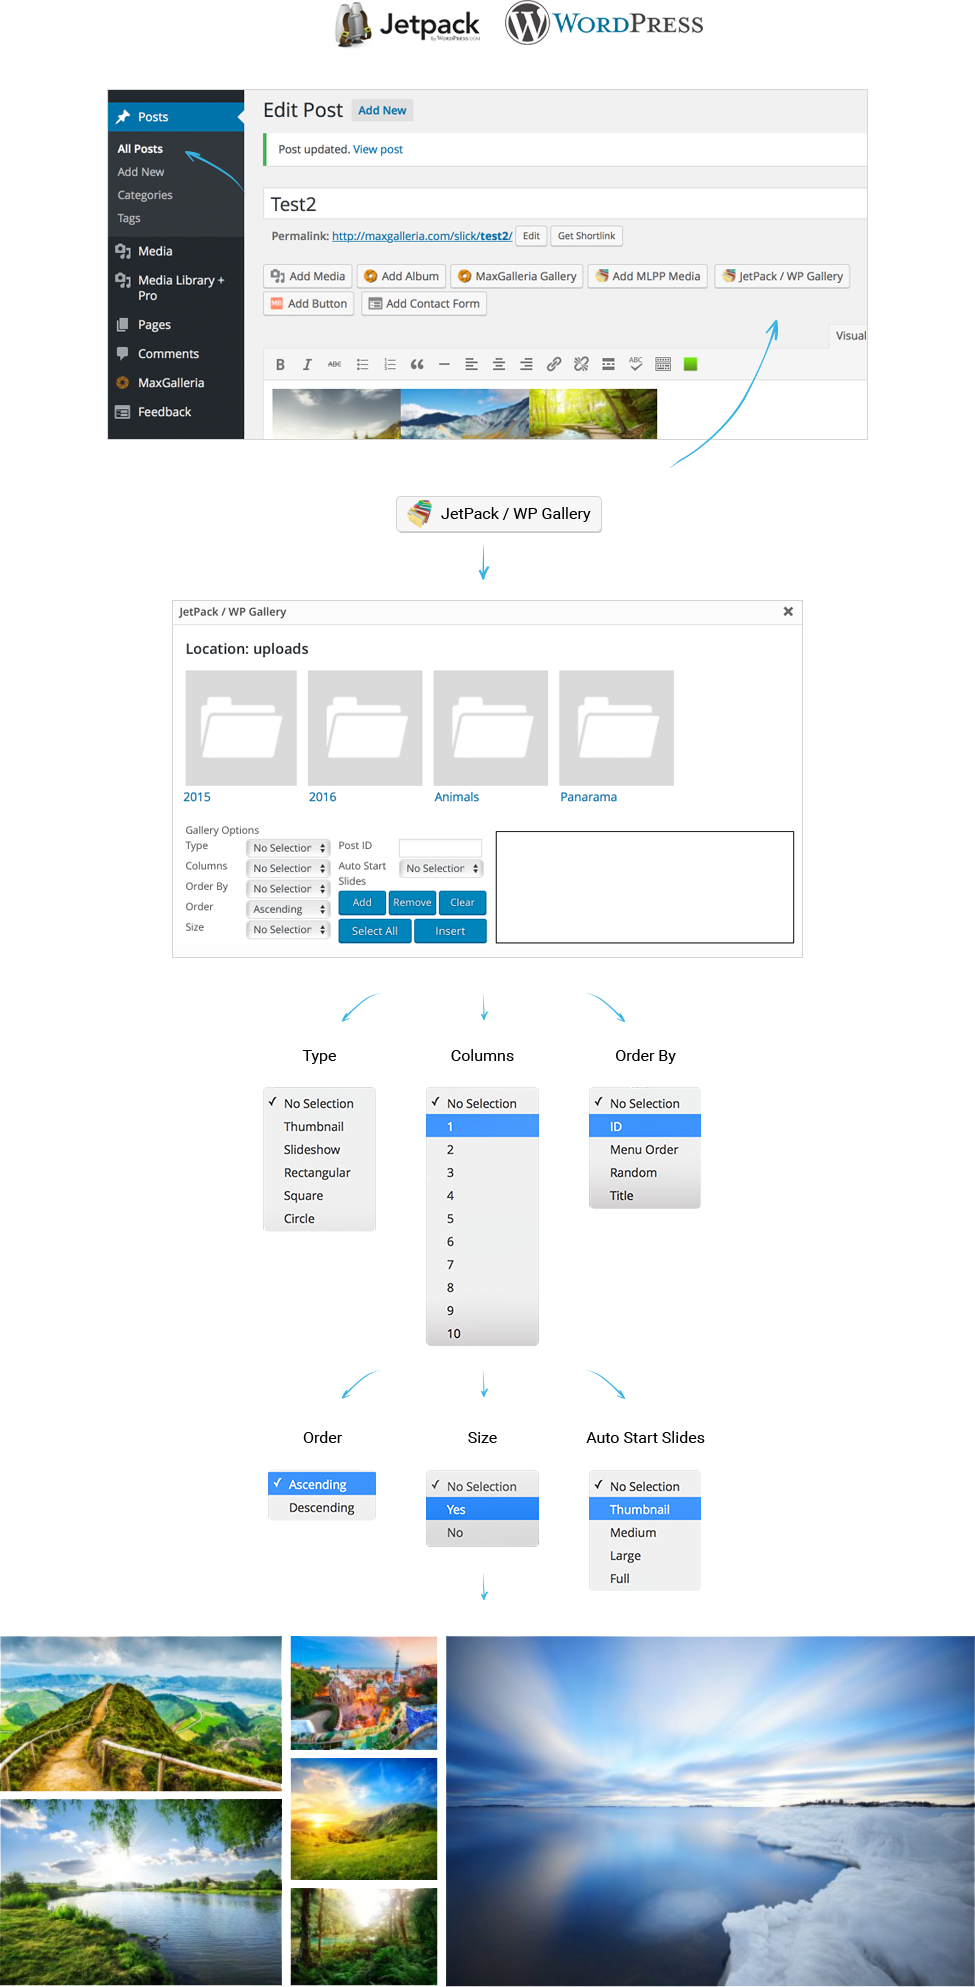 Jetpack
by WORDPRESS.COM
WORDPRESS
Posts
All Posts
Add New
Categories
Tags
Media
Media Library +
Pro
Pages
Comments
MaxGalleria
Feedback
Edit Post Add New
Post updated. View post
Test2
Permalink: http://maxgalleria.com/slick/test2/ Edit Get Shortlink
Add Media Add Album MaxGalleria Gallery Add MLPP Media JetPack / WP Gallery
Add Button Add Contact Form
Visual
B I ABC ABC
JetPack / WP Gallery
JetPack / WP Gallery
Location: uploads
2015 2016 Animals Panarama
Gallery Options
Type No Selection Post ID
Columns No Selection Auto Start Slides No Selection
Order By No Selection
Order Ascending Add Remove Clear
Size No Selection Select All Insert
Type Columns Order By
No Selection
Thumbnail
Slideshow
Rectangular
Square
Circle
No Selection
1
2
3
4
5
6
7
8
9
10
No Selection
ID
Menu Order
Random
Title
Order Size Auto Start Slides
Ascending
Descending
No Selection
Yes
No
No Selection
Thumbnail
Medium
Large
Full